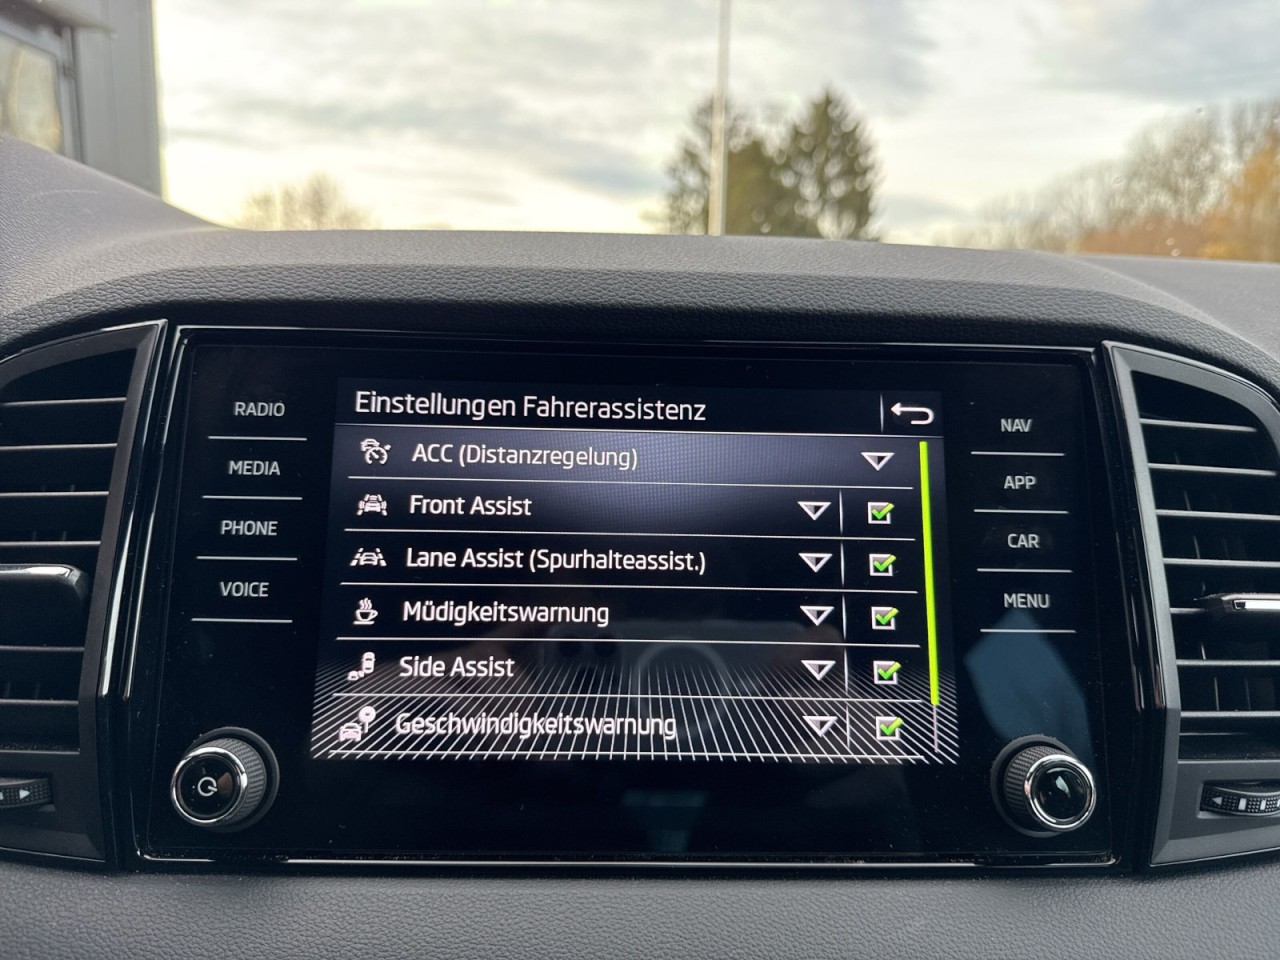 RADIO
MEDIA
PHONE
VOICE
Einstellungen Fahrerassistenz
ACC (Distanzregelung)
Front Assist
Lane Assist (Spurhalteassist.)
Müdigkeitswarnung
Side Assist
Geschwindigkeitswarnung
NAV
APP
CAR
MENU